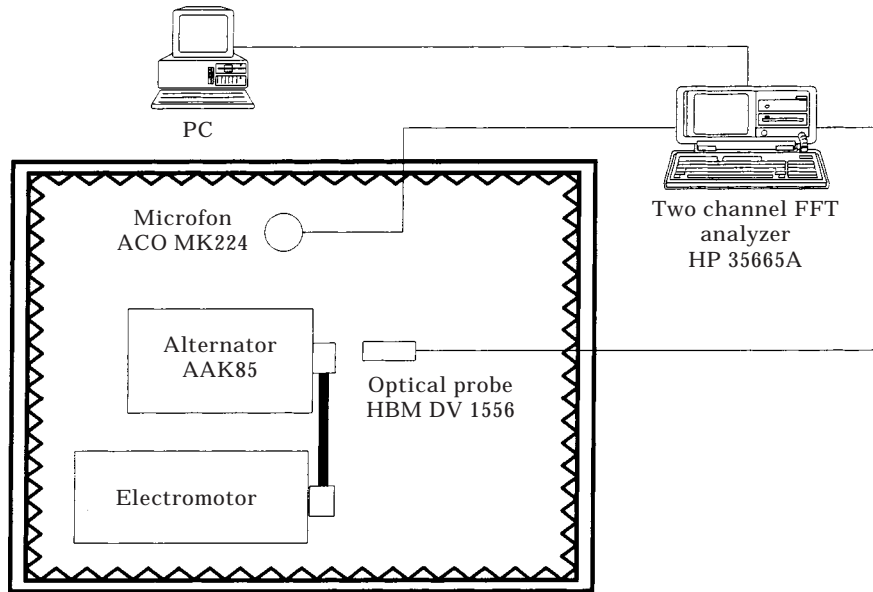 PC
Two channel FFT
analyzer
HP 35665A
Microfon
ACO MK224
Alternator
AAK85
Optical probe
HBM DV 1556
Electromotor